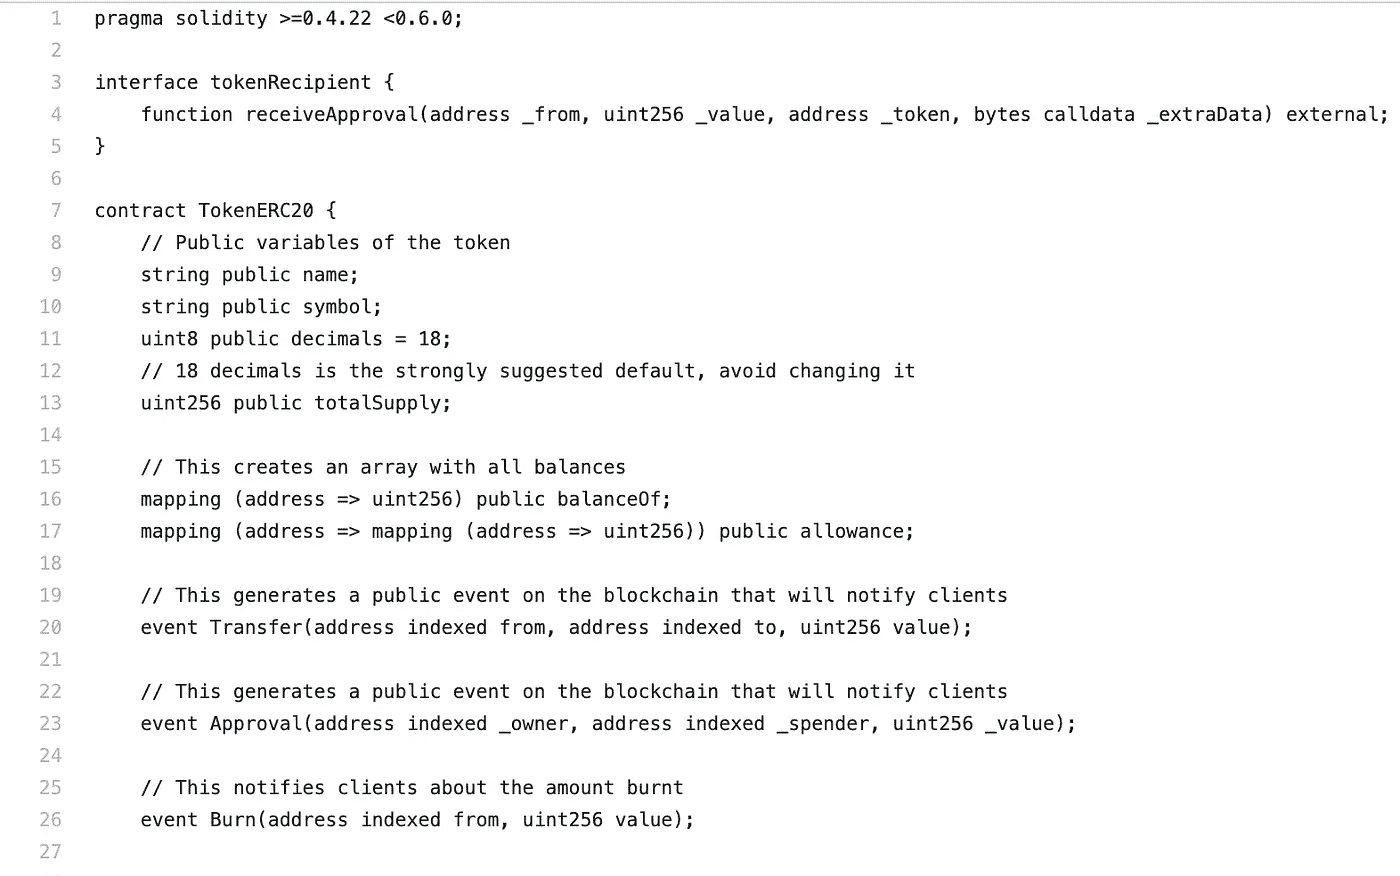 1 pragma solidity >=0.4.22 <0.6.0;
2
3 interface tokenRecipient {
4     function receiveApproval(address _from, uint256 _value, address _token, bytes calldata _extraData) external;
5 }
6
7 contract TokenERC20 {
8     // Public variables of the token
9     string public name;
10     string public symbol;
11     uint8 public decimals = 18;
12     // 18 decimals is the strongly suggested default, avoid changing it
13     uint256 public totalSupply;
14
15     // This creates an array with all balances
16     mapping (address => uint256) public balanceOf;
17     mapping (address => mapping (address => uint256)) public allowance;
18
19     // This generates a public event on the blockchain that will notify clients
20     event Transfer(address indexed from, address indexed to, uint256 value);
21
22     // This generates a public event on the blockchain that will notify clients
23     event Approval(address indexed _owner, address indexed _spender, uint256 _value);
24
25     // This notifies clients about the amount burnt
26     event Burn(address indexed from, uint256 value);
27